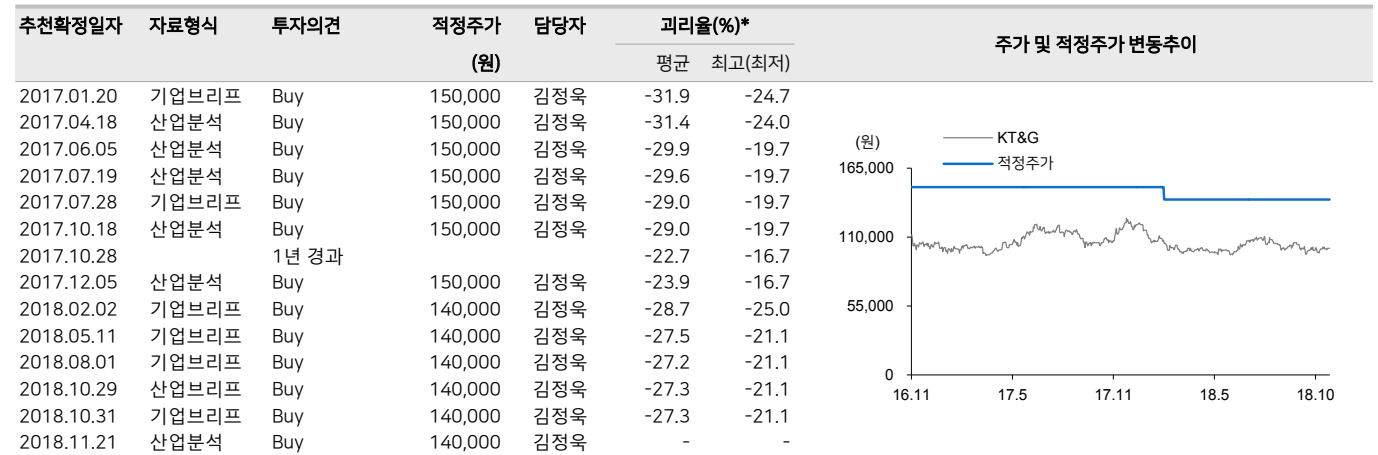 추천확정일자 자료형식 투자의견 적정주가 담당자 괴리율(%)* 주가 및 적정주가 변동추이
(원) 평균 최고(최저)
2017.01.20 기업브리프 Buy 150,000 김정욱 -31.9 -24.7
2017.04.18 산업분석 Buy 150,000 김정욱 -31.4 -24.0
2017.06.05 산업분석 Buy 150,000 김정욱 -29.9 -19.7
2017.07.19 산업분석 Buy 150,000 김정욱 -29.6 -19.7
2017.07.28 기업브리프 Buy 150,000 김정욱 -29.0 -19.7
2017.10.18 산업분석 Buy 150,000 김정욱 -29.0 -19.7
2017.10.28 1년 경과 -22.7 -16.7
2017.12.05 산업분석 Buy 150,000 김정욱 -23.9 -16.7
2018.02.02 기업브리프 Buy 140,000 김정욱 -28.7 -25.0
2018.05.11 기업브리프 Buy 140,000 김정욱 -27.5 -21.1
2018.08.01 기업브리프 Buy 140,000 김정욱 -27.2 -21.1
2018.10.29 산업브리프 Buy 140,000 김정욱 -27.3 -21.1
2018.10.31 기업브리프 Buy 140,000 김정욱 -27.3 -21.1
2018.11.21 산업분석 Buy 140,000 김정욱 - -
(원)
KT&G
적정주가
165,000
110,000
55,000
0
16.11 17.5 17.11 18.5 18.10